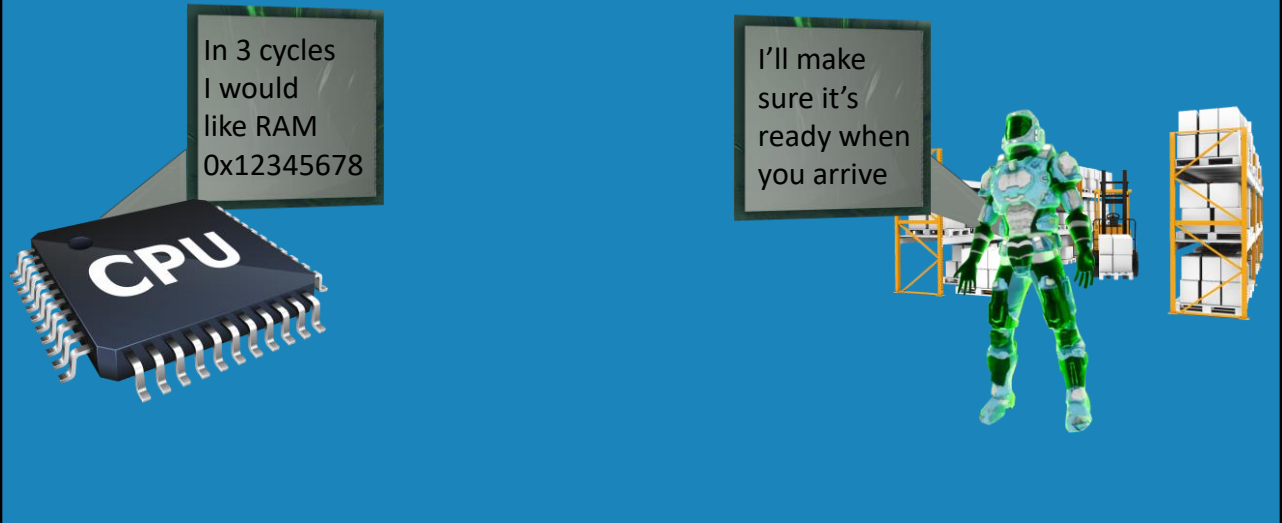 In 3 cycles
I would
like RAM
0x12345678
I’ll make
sure it’s
ready when
you arrive
CPU